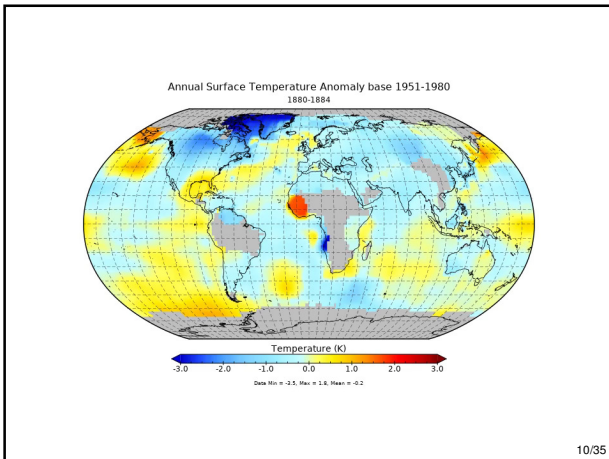 Annual Surface Temperature Anomaly base 1951-1980
1880-1884
Temperature (K)
-3.0 -2.0 -1.0 0.0 1.0 2.0 3.0
Data Min = -3.5, Max = 1.8, Mean = -0.2
10/35